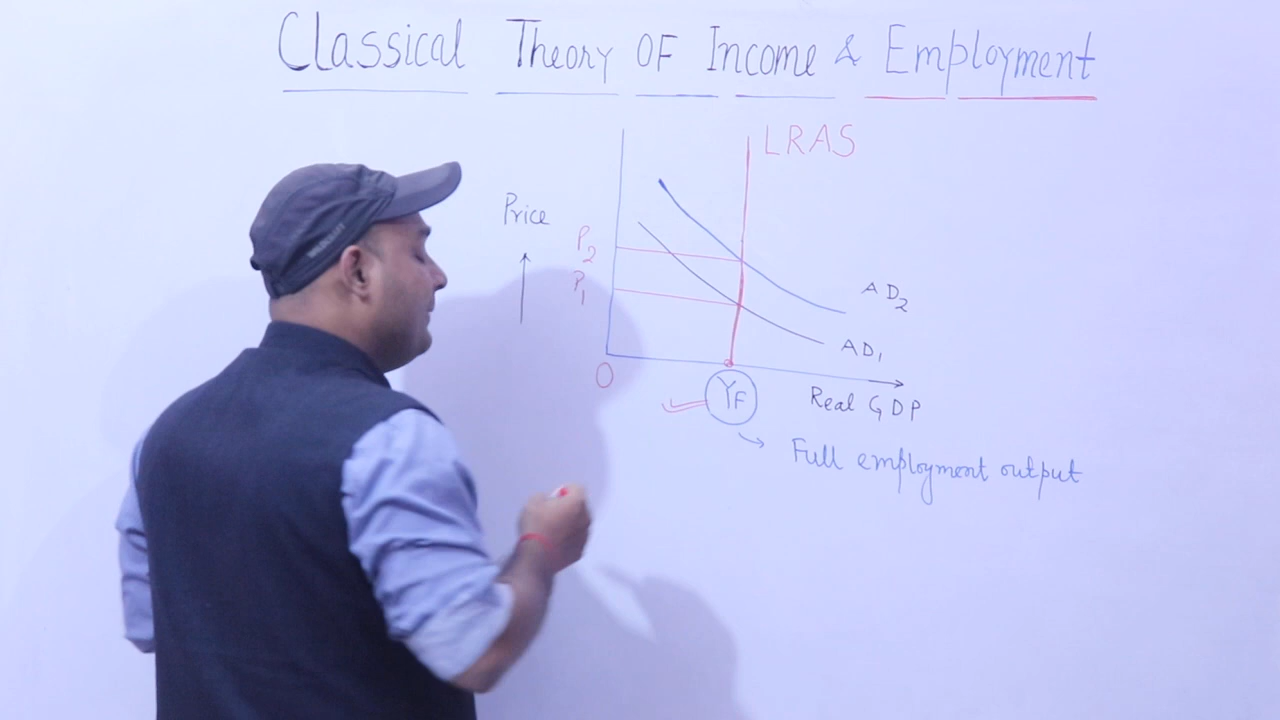 Classical Theory OF Income & Employment
LRAS
Price
P2
P1
AD2
AD1
O
YF
Real GDP
Full employment output